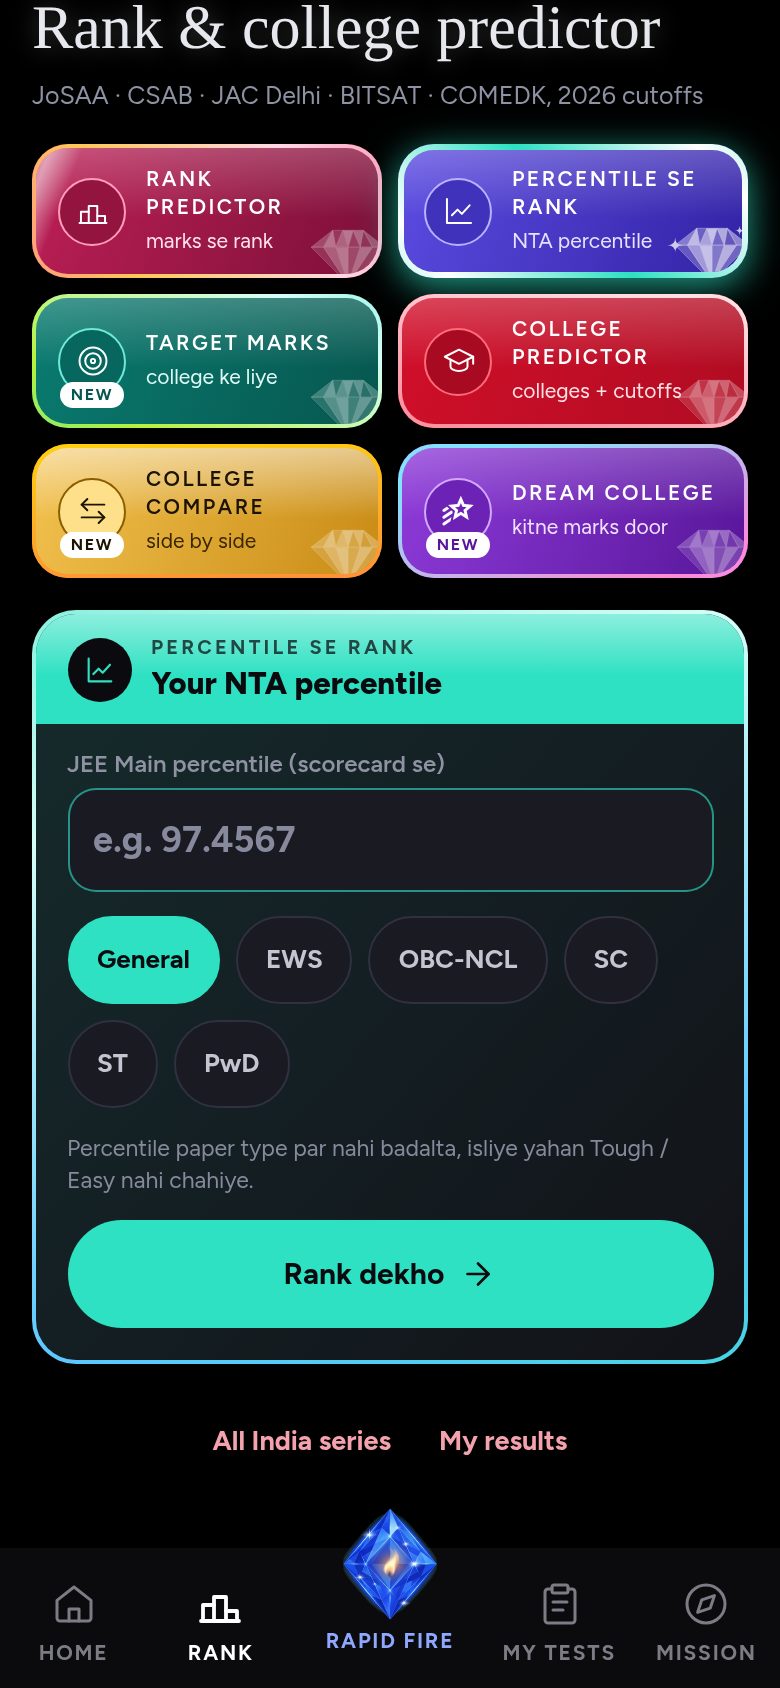 Rank & college predictor
JoSAA · CSAB · JAC Delhi · BITSAT · COMEDK, 2026 cutoffs
RANK
PREDICTOR
marks se rank
PERCENTILE SE
RANK
NTA percentile
TARGET MARKS
college ke liye
NEW
COLLEGE
PREDICTOR
colleges + cutoffs
COLLEGE
COMPARE
side by side
NEW
DREAM COLLEGE
kitne marks door
NEW
PERCENTILE SE RANK
Your NTA percentile
JEE Main percentile (scorecard se)
e.g. 97.4567
General EWS OBC-NCL SC
ST PwD
Percentile paper type par nahi badalta, isliye yahan Tough /
Easy nahi chahiye.
Rank dekho →
All India series My results
HOME RANK RAPID FIRE MY TESTS MISSION